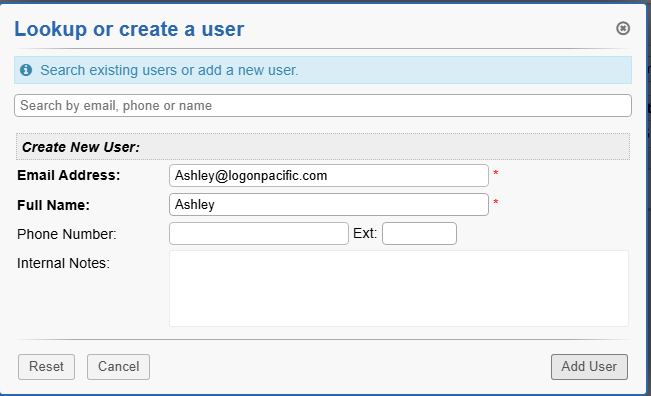 Lookup or create a user
Search existing users or add a new user.
Search by email, phone or name
Create New User:
Email Address: Ashley@logonpacific.com *
Full Name: Ashley *
Phone Number: Ext:
Internal Notes:
Reset Cancel Add User